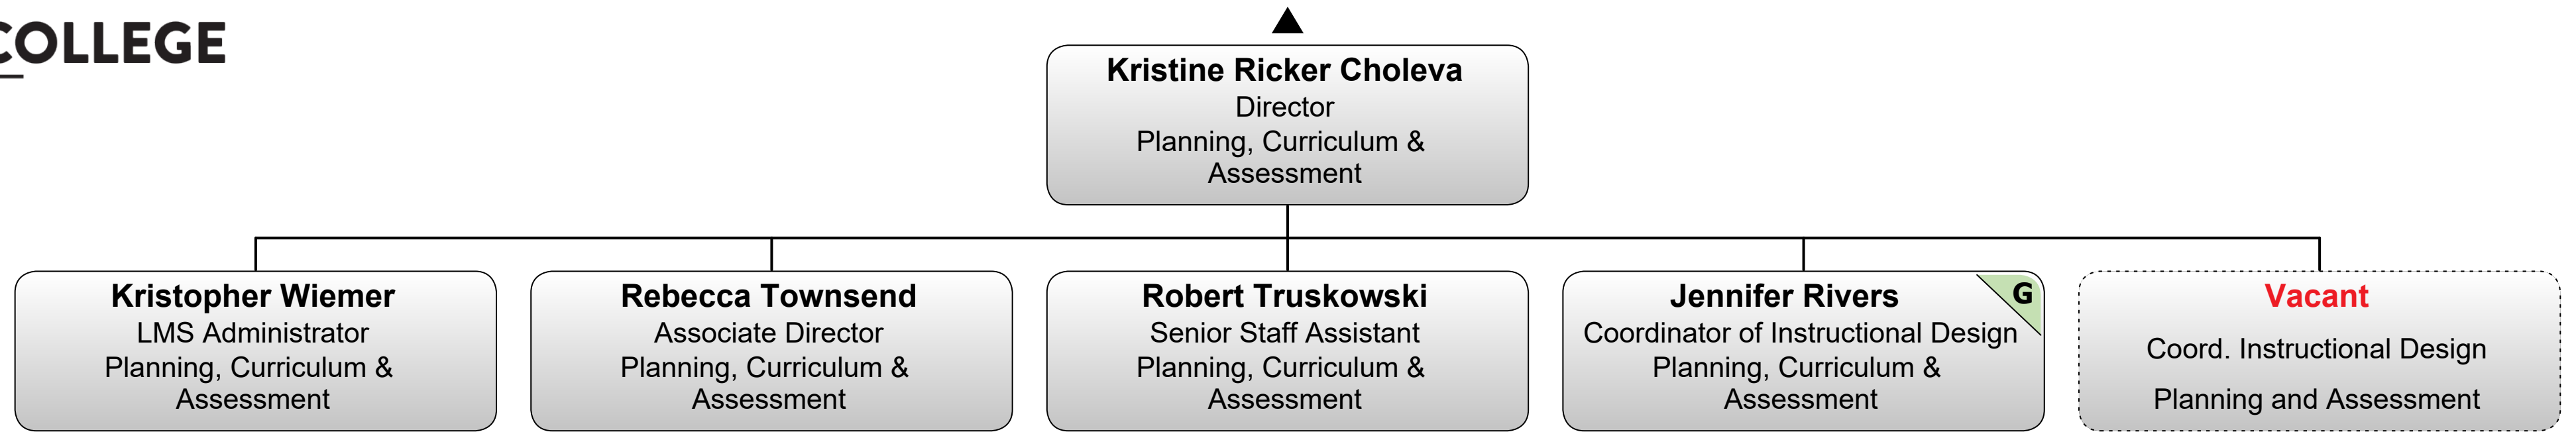 COLLEGE
Kristine Ricker Choleva
Director
Planning, Curriculum &
Assessment
Kristopher Wiemer
LMS Administrator
Planning, Curriculum &
Assessment
Rebecca Townsend
Associate Director
Planning, Curriculum &
Assessment
Robert Truskowski
Senior Staff Assistant
Planning, Curriculum &
Assessment
Jennifer Rivers
G
Coordinator of Instructional Design
Planning, Curriculum &
Assessment
Vacant
Coord. Instructional Design
Planning and Assessment